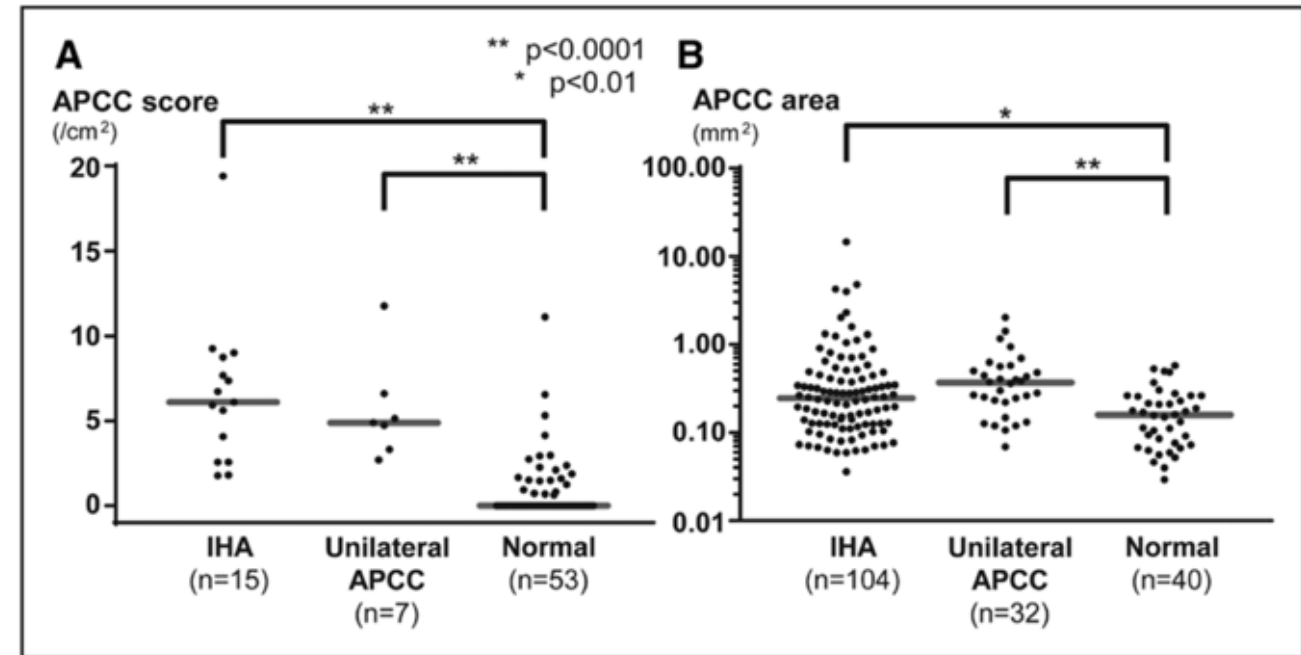 A
** p<0.0001
* p<0.01
APCC score
(/cm²)
**
**
20
15
10
5
0
IHA
(n=15)
Unilateral
APCC
(n=7)
Normal
(n=53)
B
APCC area
(mm²)
*
**
100.00
10.00
1.00
0.10
0.01
IHA
(n=104)
Unilateral
APCC
(n=32)
Normal
(n=40)